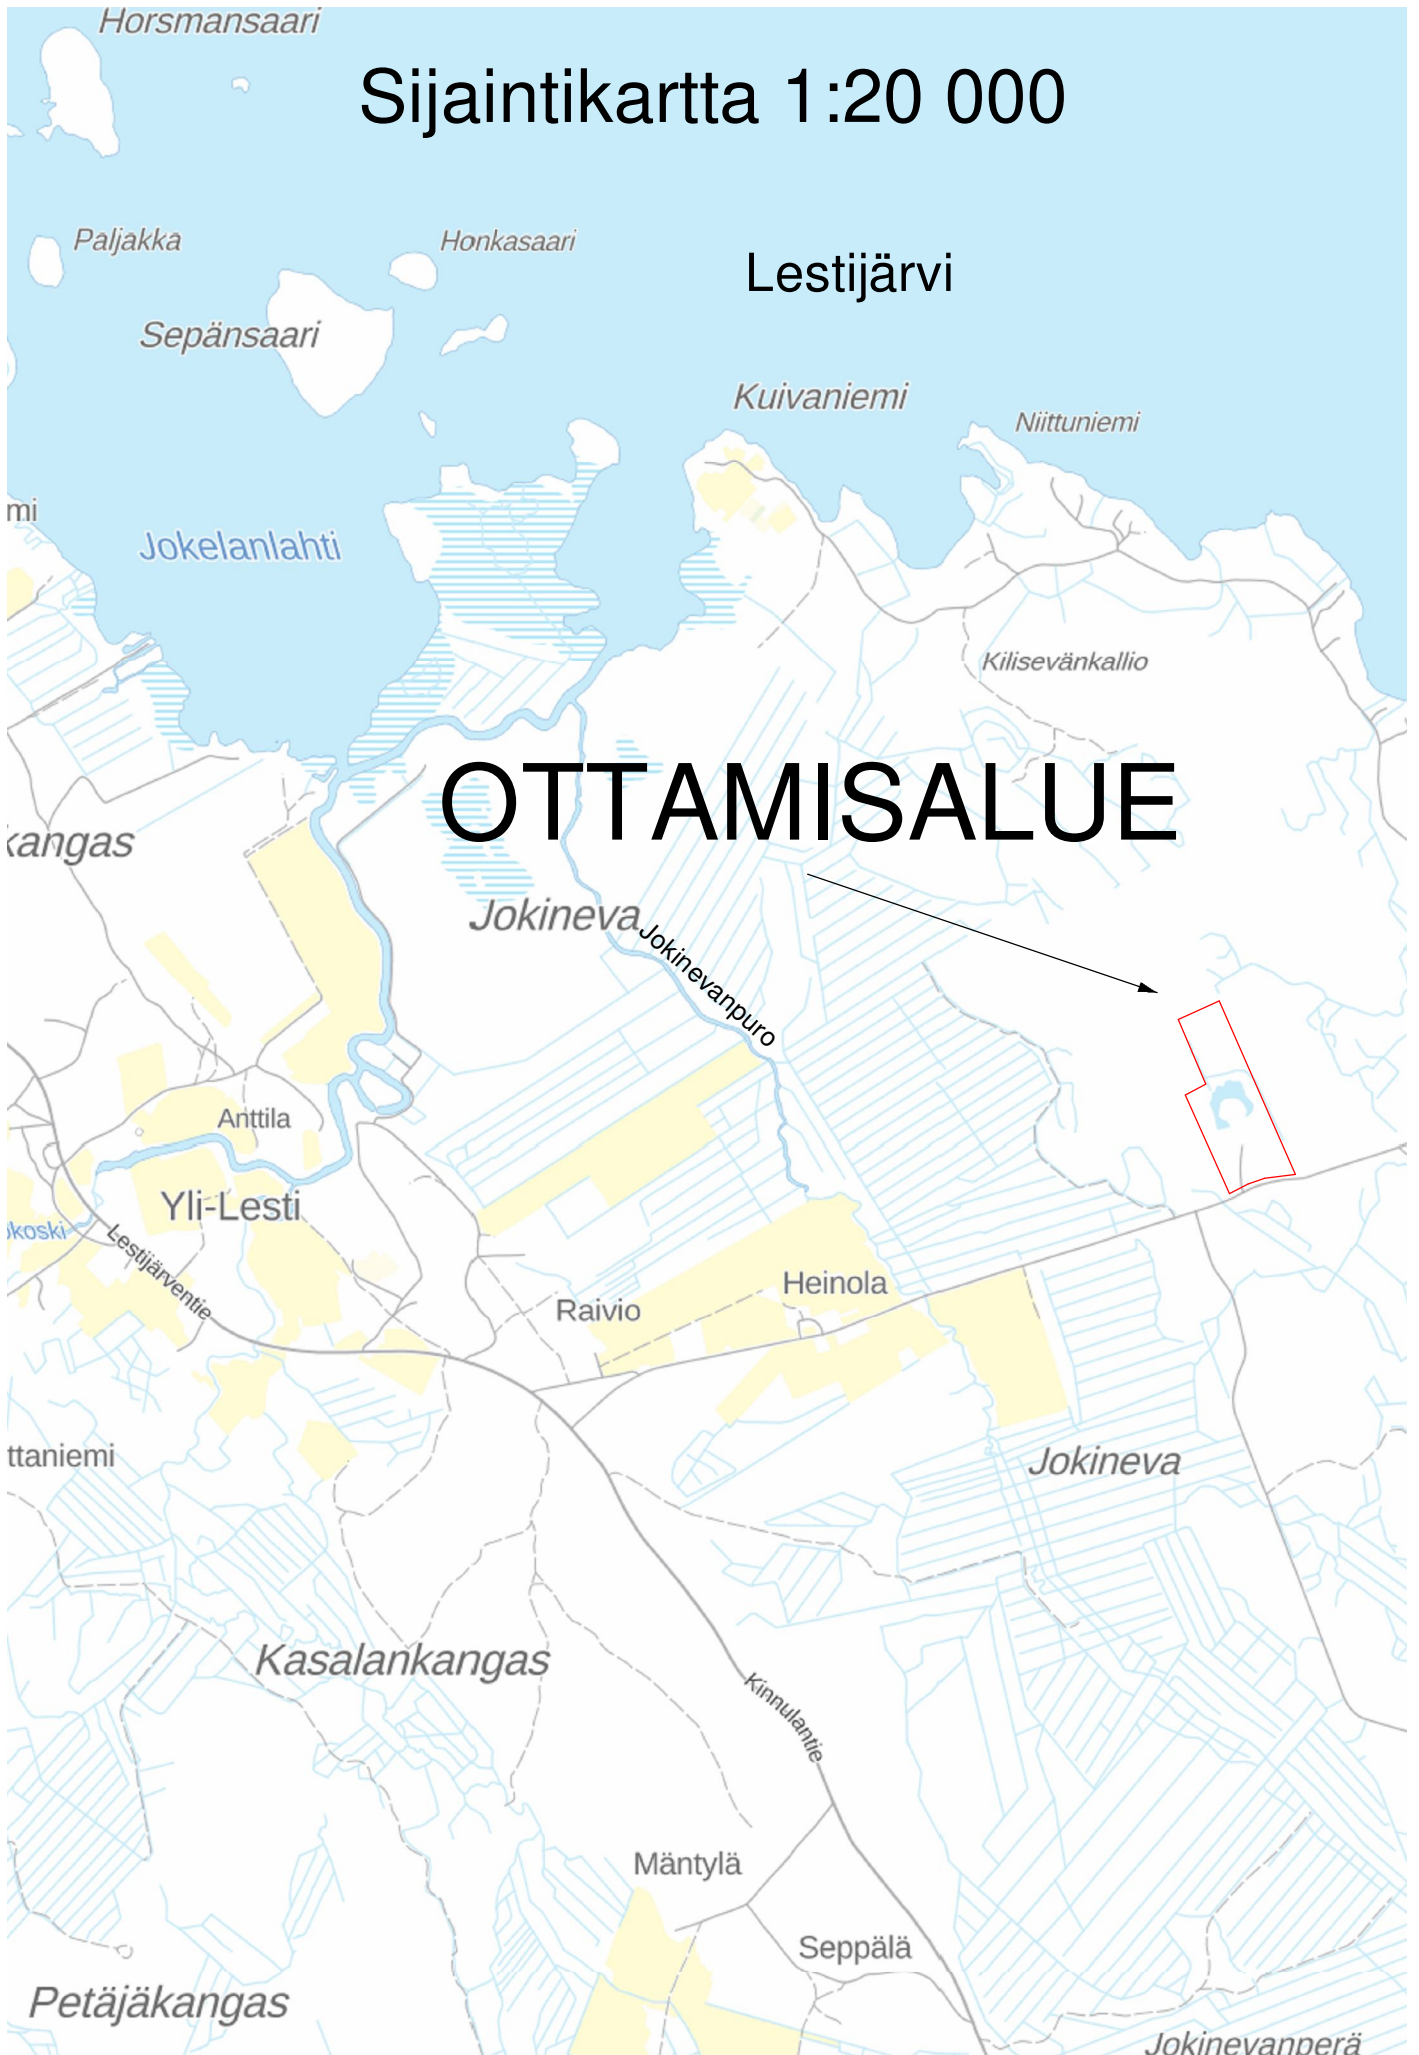 Horsmansaari
Sijaintikartta 1:20 000
Paljakka
Honkasaari
Lestijärvi
Sepänsaari
Kuivaniemi
Niittuniemi
mi
Jokelanlahti
Kilisevänkallio
OTTAMISALUE
kangas
Jokineva
Jokinevanpuro
Anttila
Yli-Lesti
koski
Lestijärventie
Heinola
Raivio
ttaniemi
Jokineva
Kasalankangas
Kinnulantie
Mäntylä
Seppälä
Petäjäkangas
Jokinevanperä